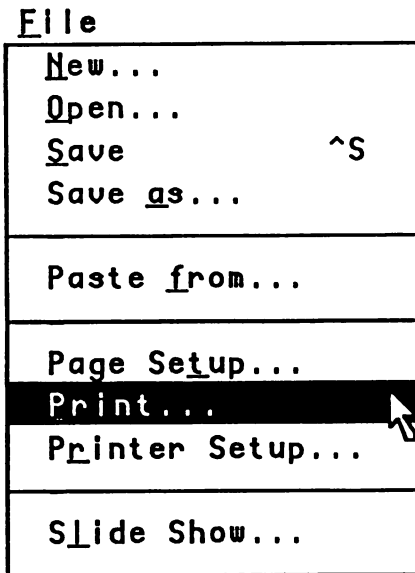 File
New...
Open...
Save ^S
Save as...
Paste from...
Page Setup...
Print...
Printer Setup...
Slide Show...